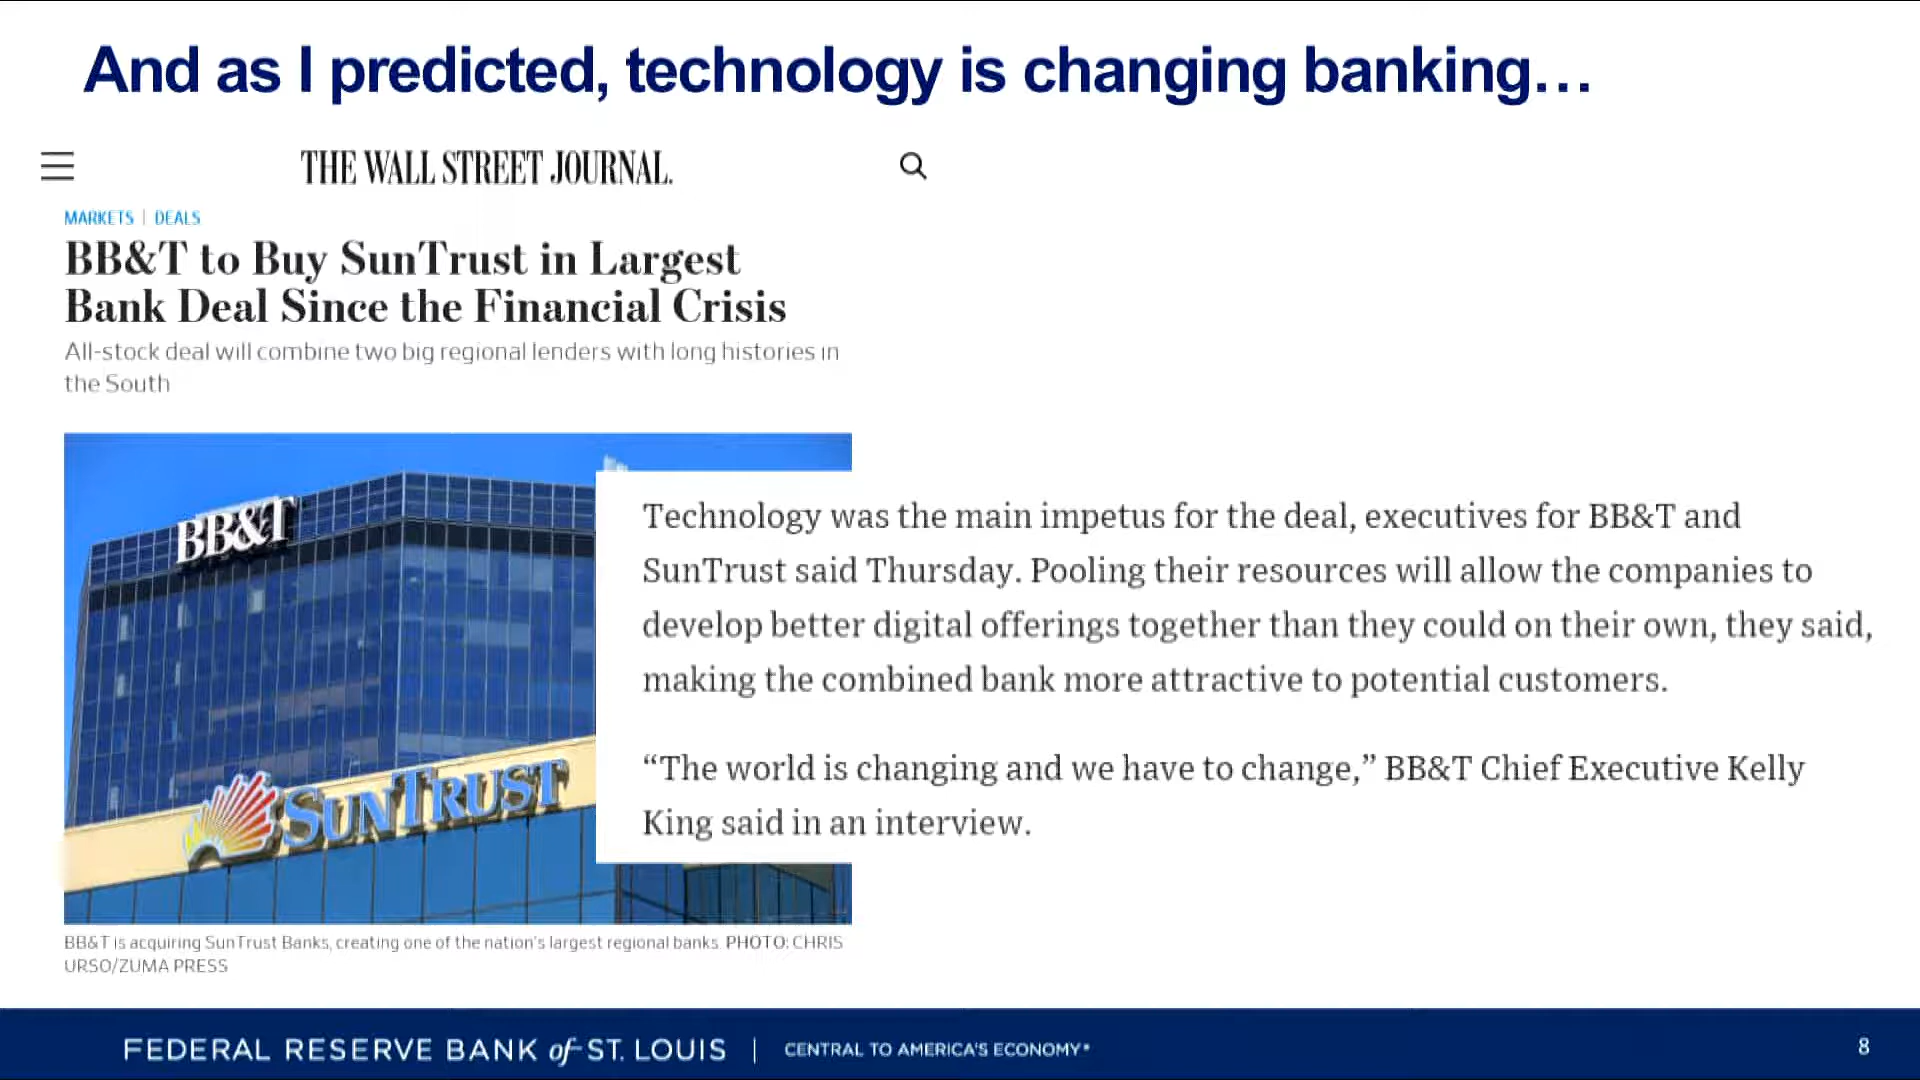 And as I predicted, technology is changing banking…
THE WALL STREET JOURNAL.
MARKETS | DEALS
BB&T to Buy SunTrust in Largest
Bank Deal Since the Financial Crisis
All-stock deal will combine two big regional lenders with long histories in
the South
BB&T
SUNTRUST
Technology was the main impetus for the deal, executives for BB&T and
SunTrust said Thursday. Pooling their resources will allow the companies to
develop better digital offerings together than they could on their own, they said,
making the combined bank more attractive to potential customers.
“The world is changing and we have to change,” BB&T Chief Executive Kelly
King said in an interview.
BB&T is acquiring SunTrust Banks, creating one of the nation's largest regional banks. PHOTO: CHRIS
URSO/ZUMA PRESS
FEDERAL RESERVE BANK of ST. LOUIS | CENTRAL TO AMERICA'S ECONOMY®
8